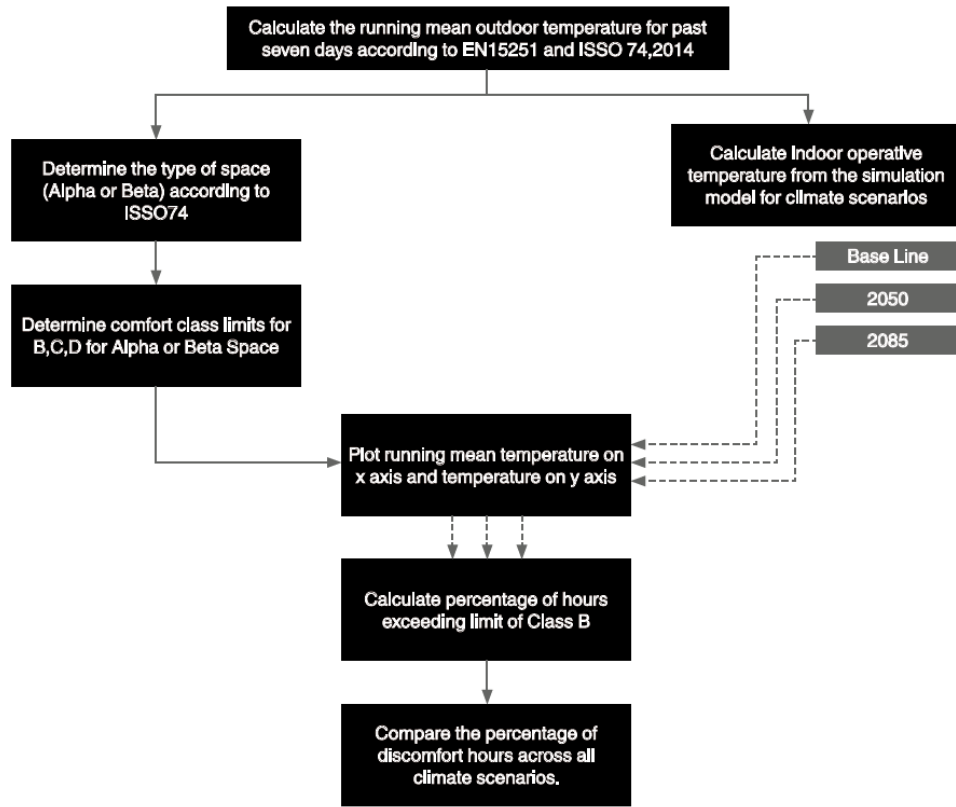 Calculate the running mean outdoor temperature for past
seven days according to EN15251 and ISSO 74,2014
Determine the type of space
(Alpha or Beta) according to
ISSO74
Calculate indoor operative
temperature from the simulation
model for climate scenarios
Base Line
2050
2085
Determine comfort class limits for
B,C,D for Alpha or Beta Space
Plot running mean temperature on
x axis and temperature on y axis
Calculate percentage of hours
exceeding limit of Class B
Compare the percentage of
discomfort hours across all
climate scenarios.